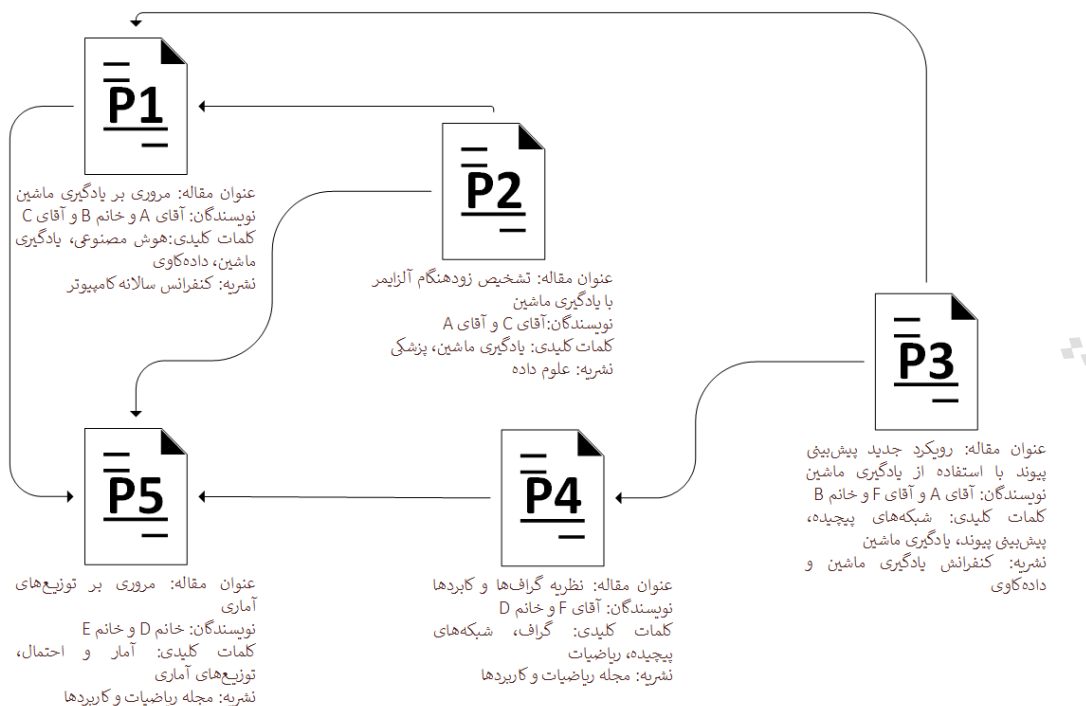 P1
عنوان مقاله: مروری بر یادگیری ماشین
نویسندگان: آقای A و خانم B و آقای C
کلمات کلیدی:هوش مصنوعی، یادگیری
ماشین، داده‌کاوی
نشریه: کنفرانس سالانه کامپیوتر
P2
عنوان مقاله: تشخیص زودهنگام آلزایمر
با یادگیری ماشین
نویسندگان:آقای C و آقای A
کلمات کلیدی: یادگیری ماشین، پزشکی
نشریه: علوم داده
P3
عنوان مقاله: رویکرد جدید پیش‌بینی
پیوند با استفاده از یادگیری ماشین
نویسندگان: آقای A و آقای F و خانم B
کلمات کلیدی: شبکه‌های پیچیده،
پیش‌بینی پیوند، یادگیری ماشین
نشریه: کنفرانش یادگیری ماشین و
داده‌کاوی
P4
عنوان مقاله: نظریه گراف‌ها و کابردها
نویسندگان: آقای F و خانم D
کلمات کلیدی: گراف، شبکه‌های
پیچیده، ریاضیات
نشریه: مجله ریاضیات و کاربردها
P5
عنوان مقاله: مروری بر توزیع‌های
آماری
نویسندگان: خانم D و خانم E
کلمات کلیدی: آمار و احتمال،
توزیع‌های آماری
نشریه: مجله ریاضیات و کاربردها